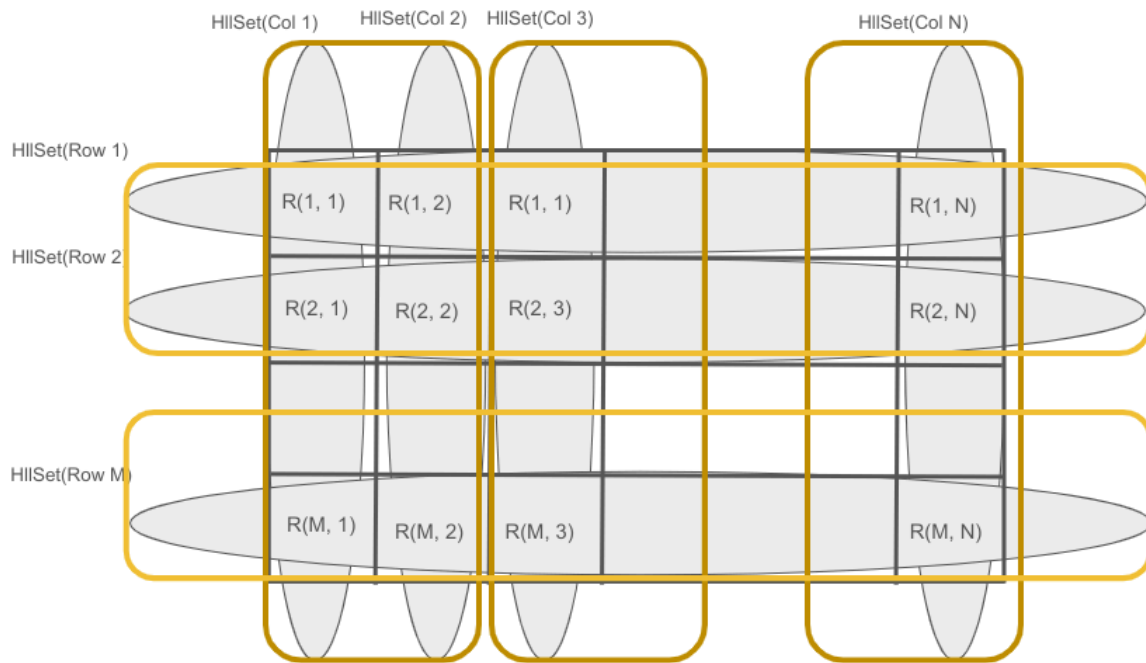 HllSet(Col 1)
HllSet(Col 2)
HllSet(Col 3)
HllSet(Col N)
HllSet(Row 1)
R(1, 1)
R(1, 2)
R(1, 1)
R(1, N)
HllSet(Row 2)
R(2, 1)
R(2, 2)
R(2, 3)
R(2, N)
HllSet(Row M)
R(M, 1)
R(M, 2)
R(M, 3)
R(M, N)